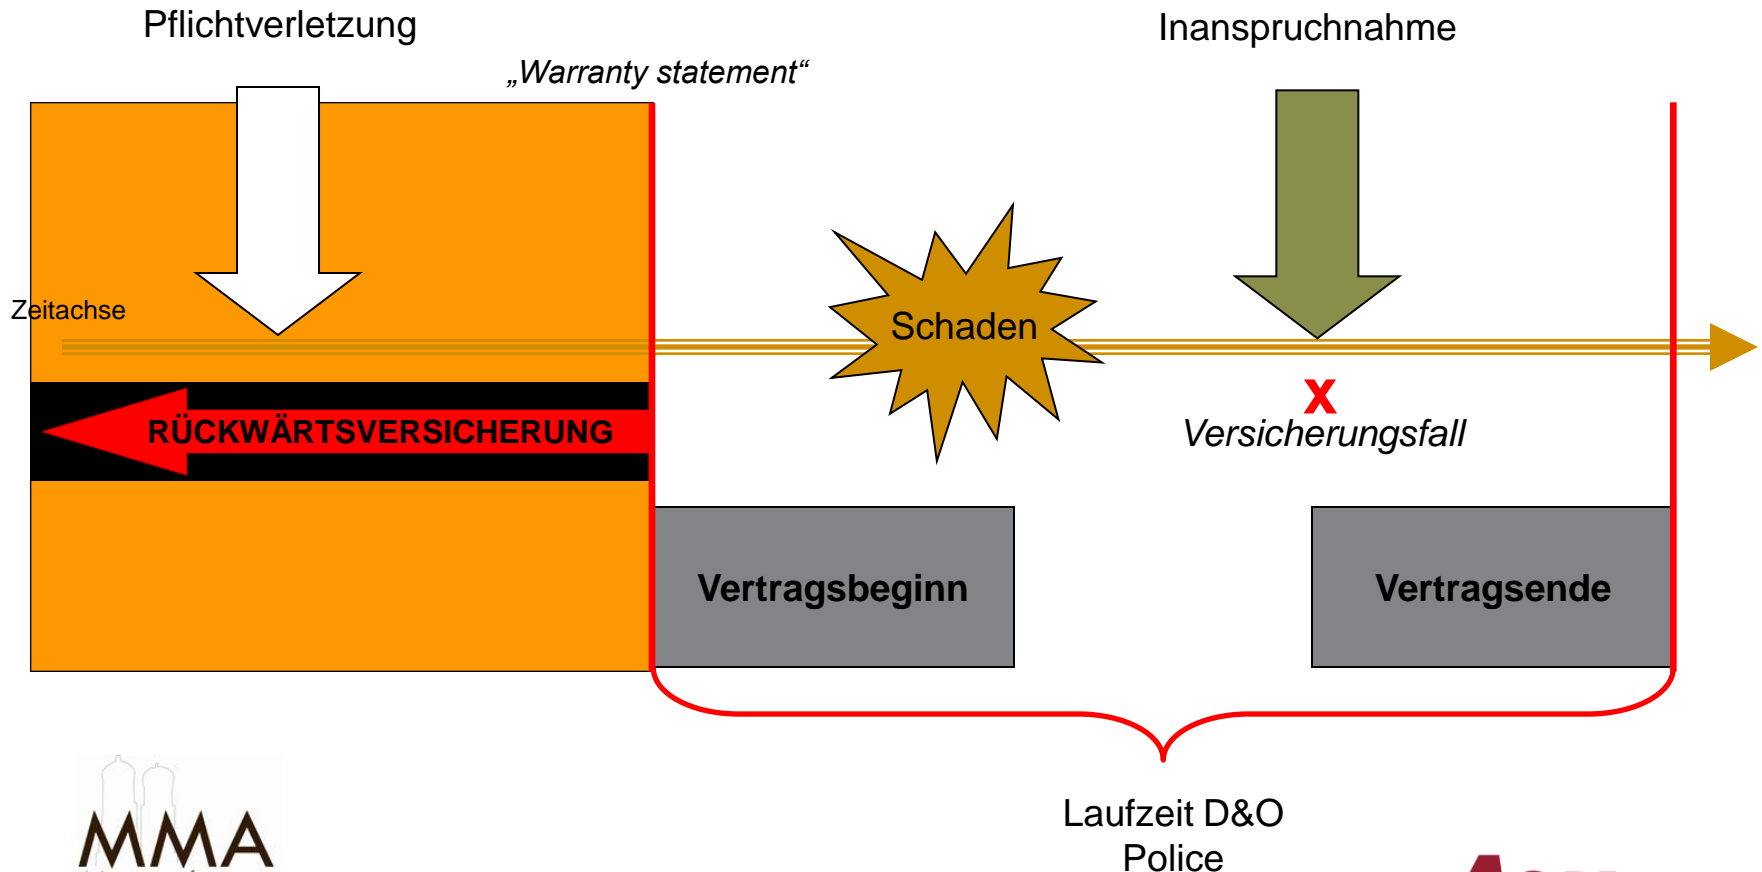 Pflichtverletzung
Inanspruchnahme
„Warranty statement“
Zeitachse
Schaden
x
RÜCKWÄRTSVERSICHERUNG
Versicherungsfall
Vertragsbeginn
Vertragsende
Laufzeit D&O
Police
MMA